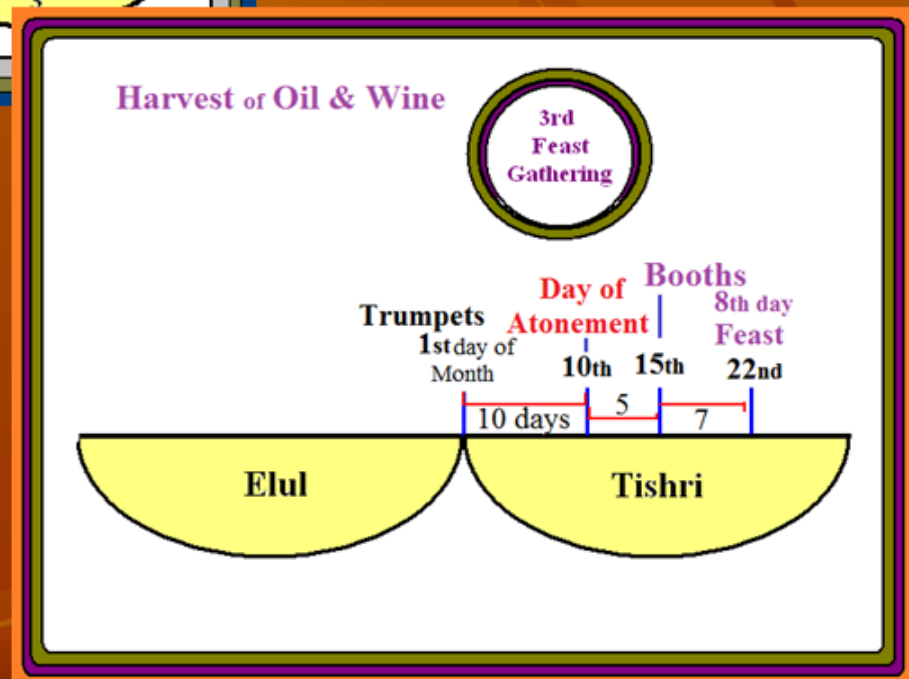 Harvest of Oil & Wine
3rd
Feast
Gathering
Trumpets
1st day of
Month
Day of
Atonement
10th
Booths
15th
8th day
Feast
22nd
10 days
5
7
Elul
Tishri